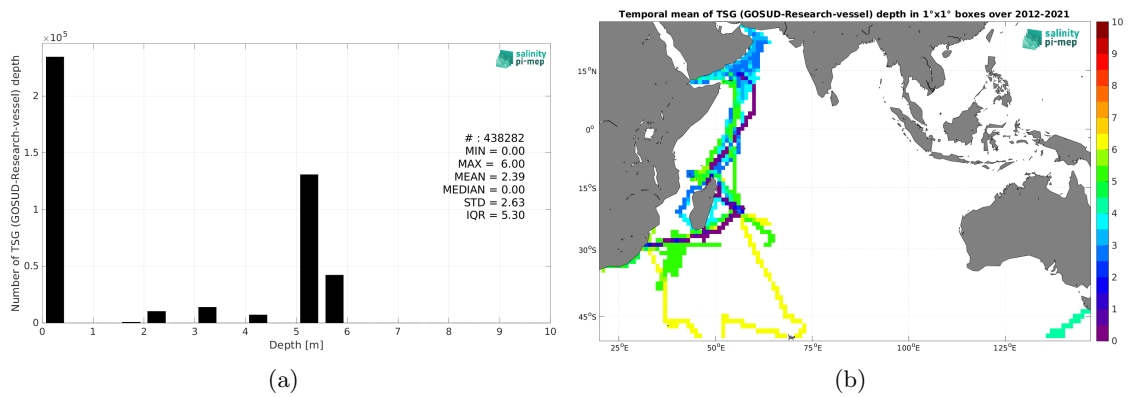 ×10⁵
salinity
pi-mep
Number of TSG (GOSUD-Research-vessel) depth
2
1.5
1
0.5
0
# : 438282
MIN = 0.00
MAX = 6.00
MEAN = 2.39
MEDIAN = 0.00
STD = 2.63
IQR = 5.30
0 1 2 3 4 5 6 7 8 9 10
Depth [m]
(a)
Temporal mean of TSG (GOSUD-Research-vessel) depth in 1°x1° boxes over 2012-2021
salinity
pi-mep
15°N
0°
15°S
30°S
45°S
25°E 50°E 75°E 100°E 125°E
10
9
8
7
6
5
4
3
2
1
0
(b)